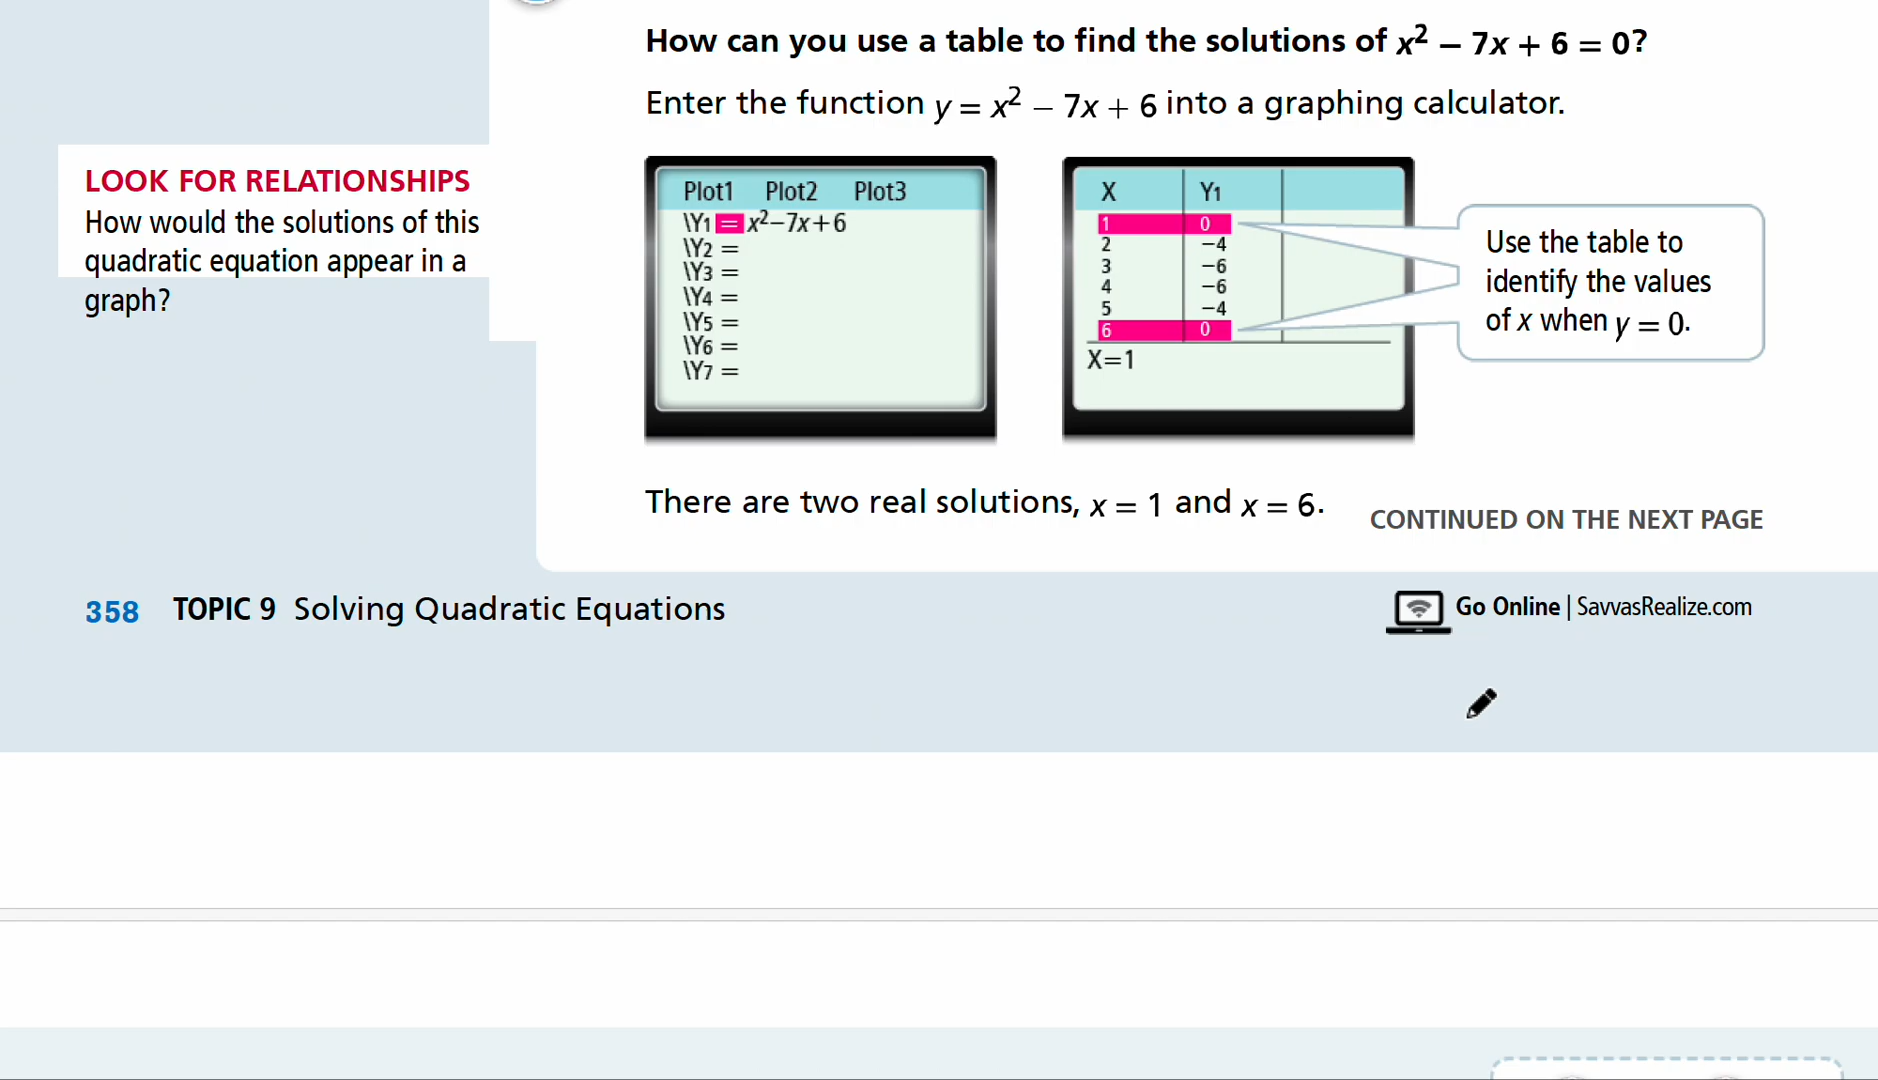 How can you use a table to find the solutions of x² − 7x + 6 = 0?
Enter the function y = x² − 7x + 6 into a graphing calculator.
LOOK FOR RELATIONSHIPS
How would the solutions of this
quadratic equation appear in a
graph?
Plot1 Plot2 Plot3
\Y1 = x²−7x+6
\Y2 =
\Y3 =
\Y4 =
\Y5 =
\Y6 =
\Y7 =
X Y1
1 0
2 −4
3 −6
4 −6
5 −4
6 0
X=1
Use the table to
identify the values
of x when y = 0.
There are two real solutions, x = 1 and x = 6.
CONTINUED ON THE NEXT PAGE
358 TOPIC 9 Solving Quadratic Equations
Go Online | SavvasRealize.com